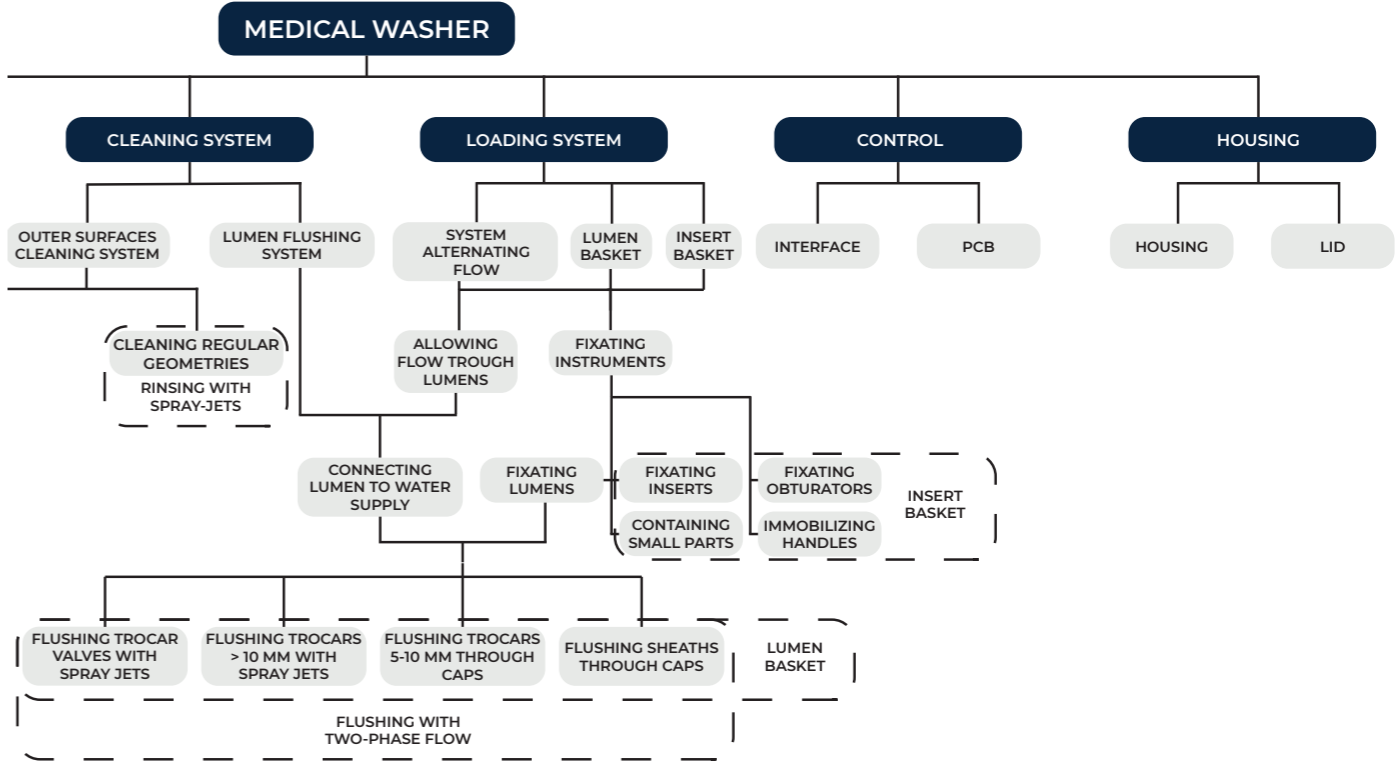 MEDICAL WASHER
CLEANING SYSTEM
LOADING SYSTEM
CONTROL
HOUSING
OUTER SURFACES
CLEANING SYSTEM
LUMEN FLUSHING
SYSTEM
SYSTEM
ALTERNATING
FLOW
LUMEN
BASKET
INSERT
BASKET
INTERFACE
PCB
HOUSING
LID
CLEANING REGULAR
GEOMETRIES
RINSING WITH
SPRAY-JETS
ALLOWING
FLOW TROUGH
LUMENS
FIXATING
INSTRUMENTS
CONNECTING
LUMEN TO WATER
SUPPLY
FIXATING
LUMENS
FIXATING
INSERTS
FIXATING
OBTURATORS
CONTAINING
SMALL PARTS
IMMOBILIZING
HANDLES
INSERT
BASKET
FLUSHING TROCAR
VALVES WITH
SPRAY JETS
FLUSHING TROCARS
> 10 MM WITH
SPRAY JETS
FLUSHING TROCARS
5-10 MM THROUGH
CAPS
FLUSHING SHEATHS
THROUGH CAPS
LUMEN
BASKET
FLUSHING WITH
TWO-PHASE FLOW